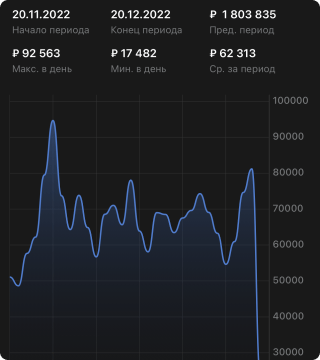 20.11.2022 20.12.2022 ₽ 1 803 835
Начало периода Конец периода Пред. период
₽ 92 563 ₽ 17 482 ₽ 62 313
Макс. в день Мин. в день Ср. за период
100000
90000
80000
70000
60000
50000
40000
30000